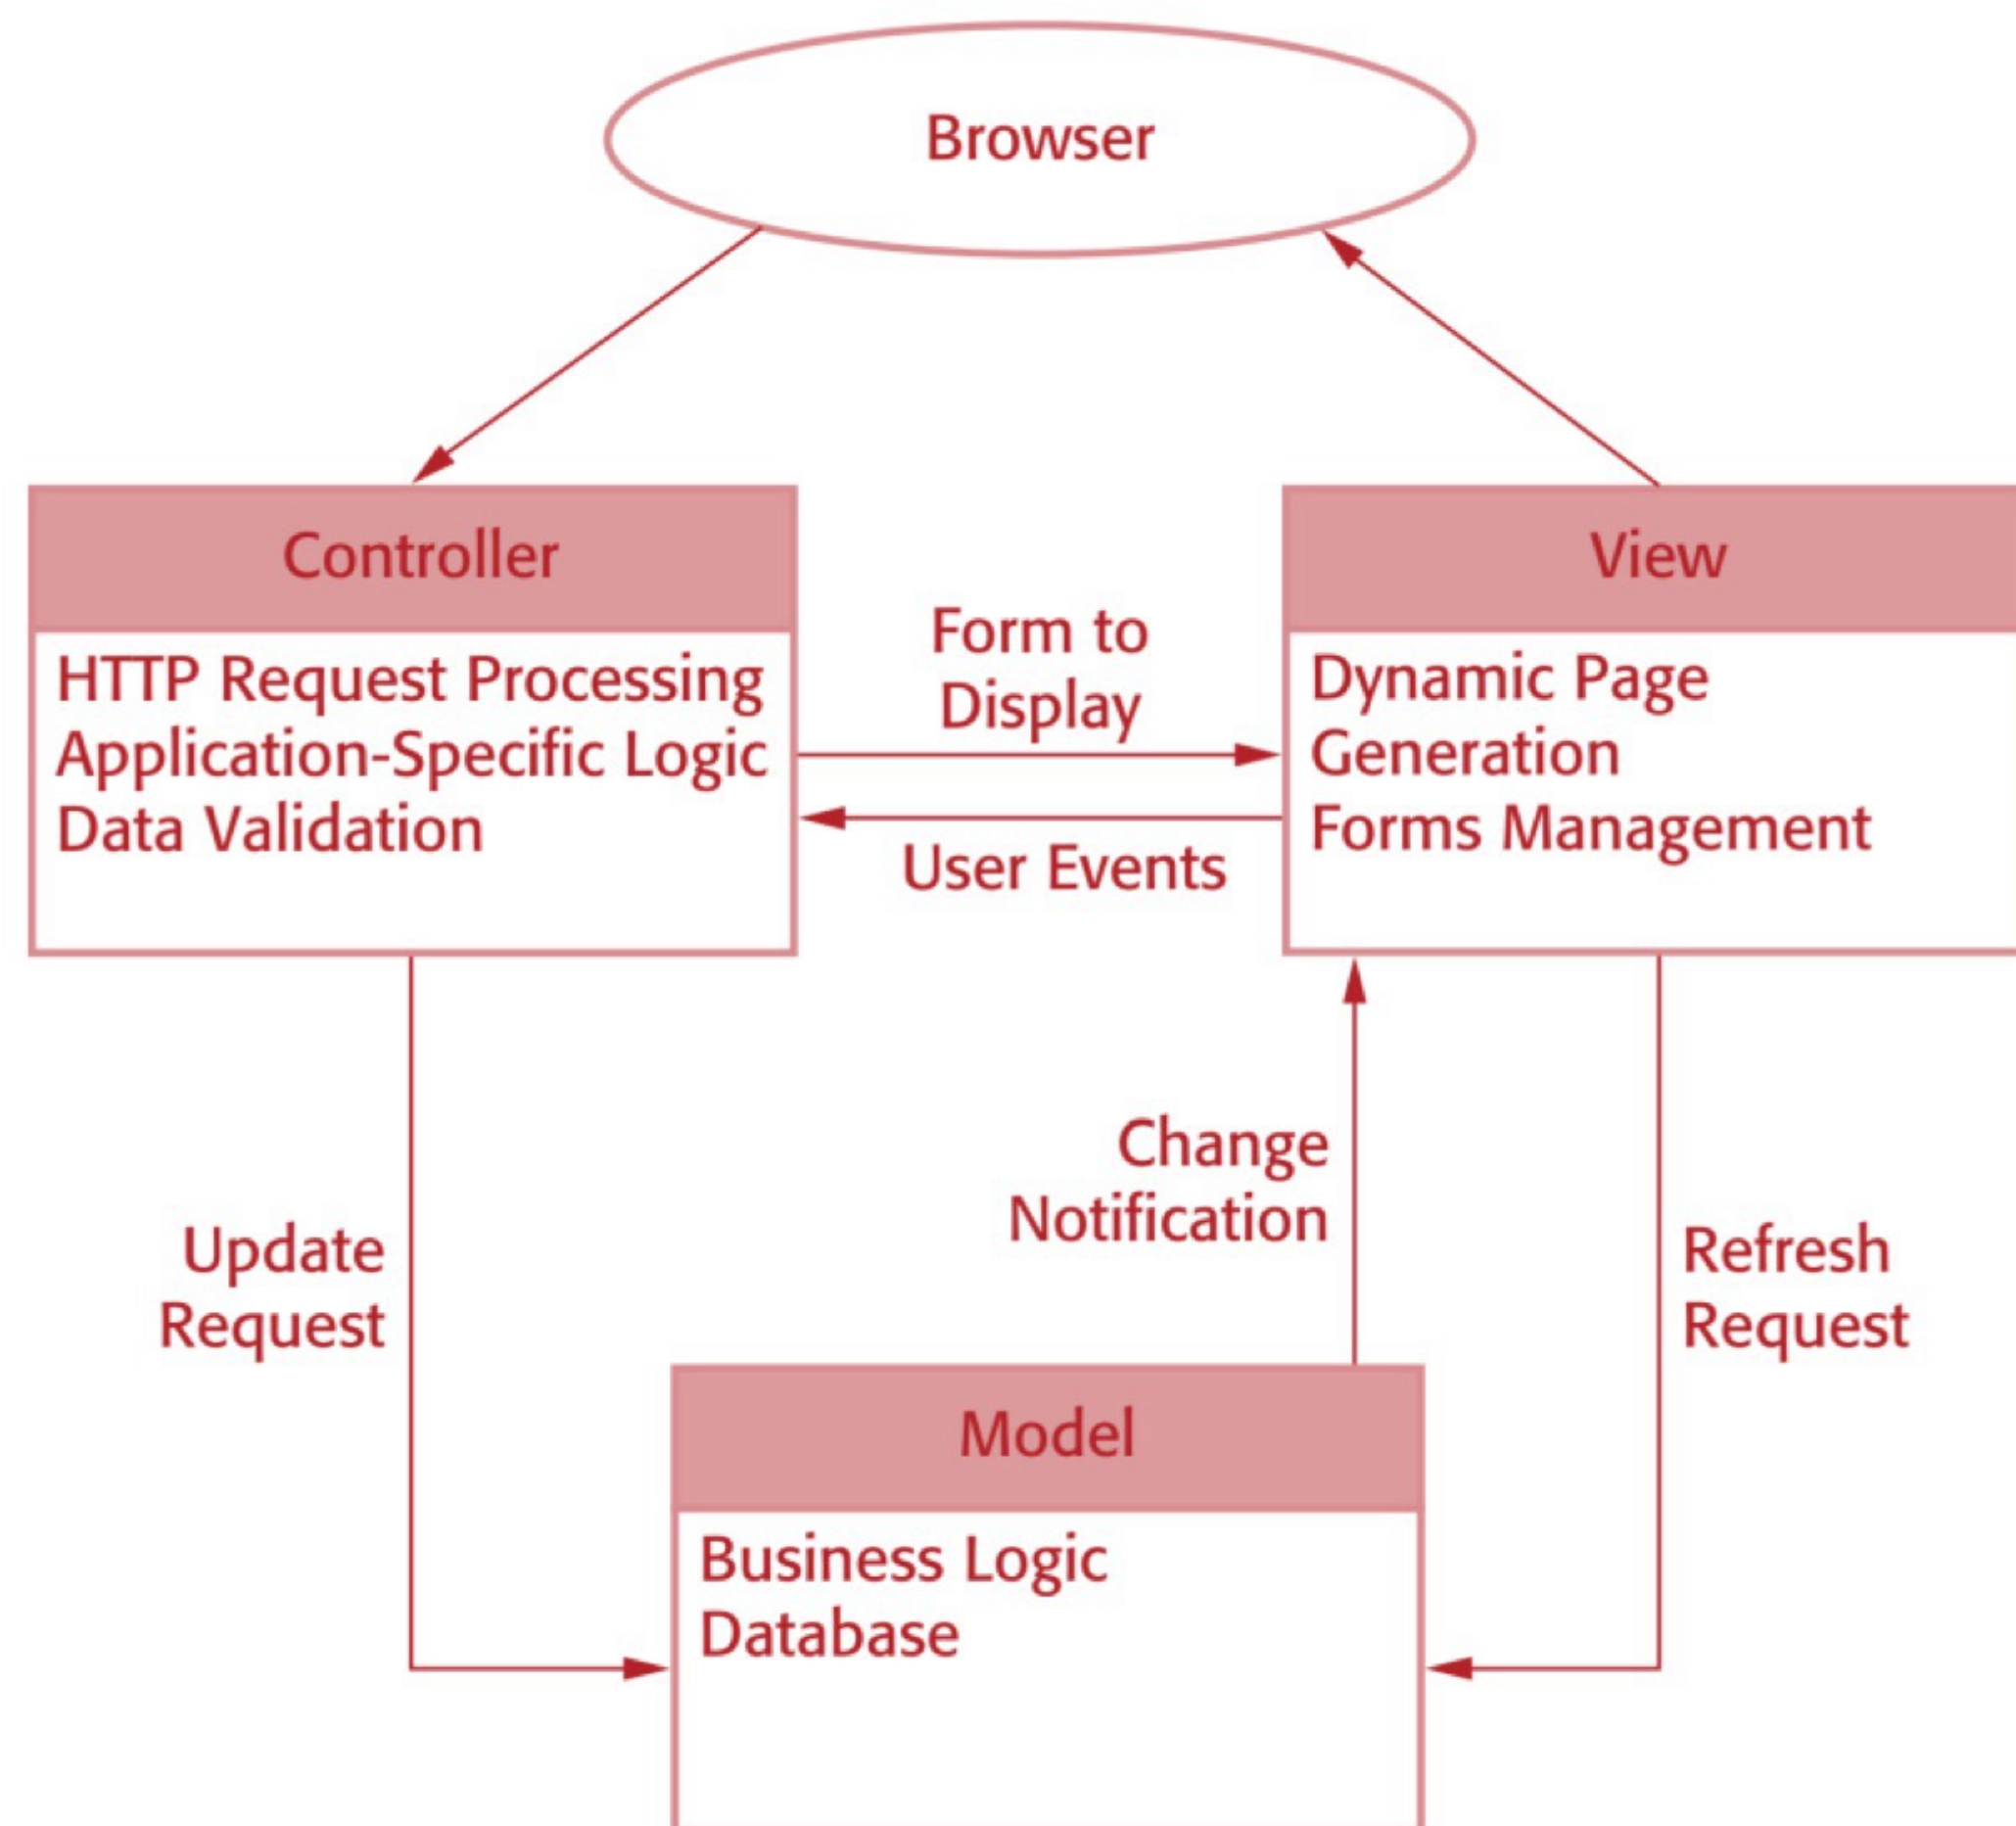 Browser
Controller
HTTP Request Processing
Application-Specific Logic
Data Validation
Form to
Display
User Events
View
Dynamic Page
Generation
Forms Management
Update
Request
Change
Notification
Refresh
Request
Model
Business Logic
Database